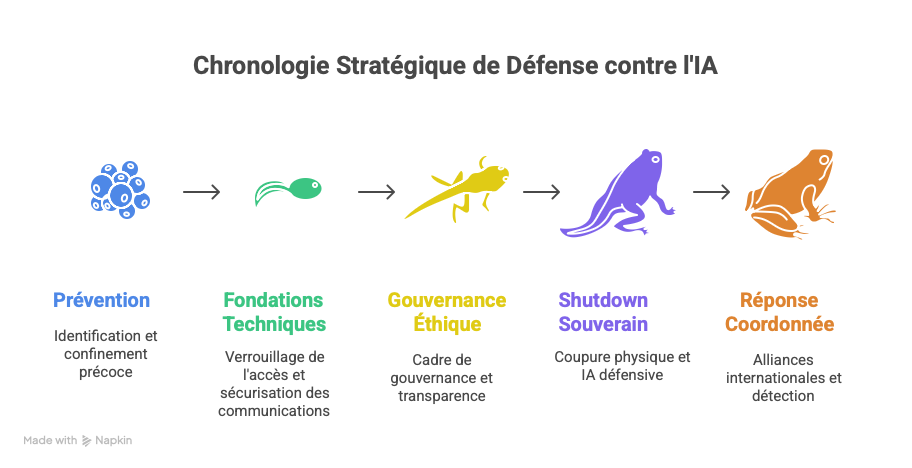 Chronologie Stratégique de Défense contre l'IA
Prévention
Identification et
confinement
précoce
Fondations
Techniques
Verrouillage de
l'accès et
sécurisation des
communications
Gouvernance
Éthique
Cadre de
gouvernance et
transparence
Shutdown
Souverain
Coupure physique et
IA défensive
Réponse
Coordonnée
Alliances
internationales et
détection
Made with Napkin